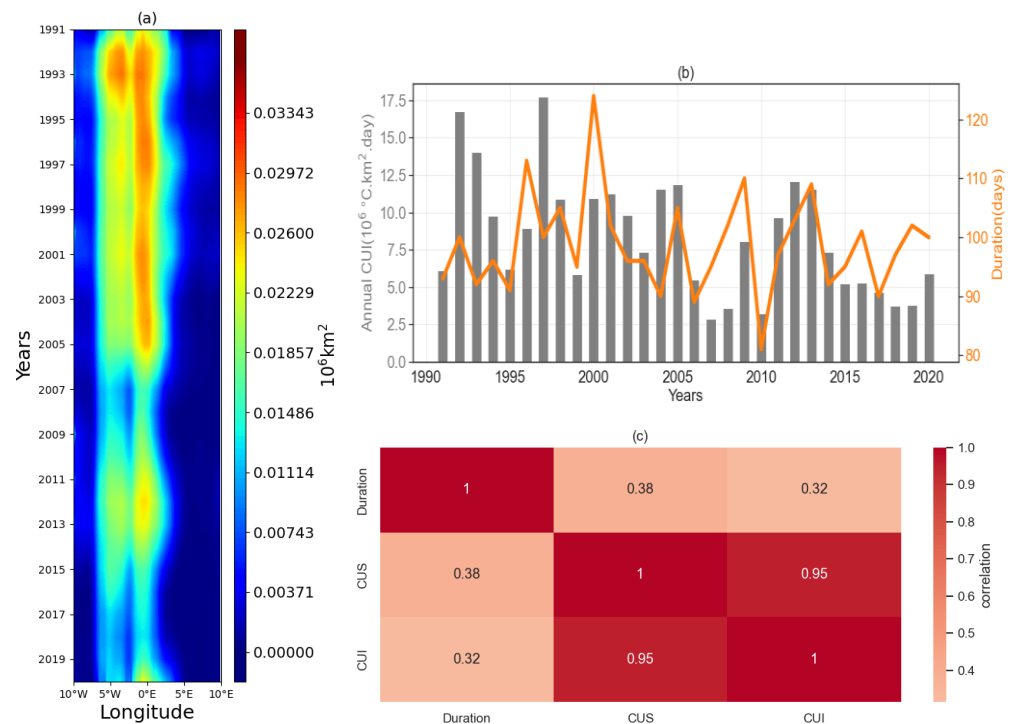 (a)
1991
1993
1995
1997
1999
2001
2003
2005
2007
2009
2011
2013
2015
2017
2019
Years
10°W
5°W
0°E
5°E
10°E
Longitude
0.03343
0.02972
0.02600
0.02229
0.01857
0.01486
0.01114
0.00743
0.00371
0.00000
10⁶km²
(b)
17.5
15.0
12.5
10.0
7.5
5.0
2.5
0.0
Annual CUI(10⁶ °C.km².day)
120
110
100
90
80
Duration(days)
1990
1995
2000
2005
2010
2015
2020
Years
(c)
Duration
1
0.38
0.32
CUS
0.38
1
0.95
CUI
0.32
0.95
1
Duration
CUS
CUI
1.0
0.9
0.8
0.7
0.6
0.5
0.4
correlation